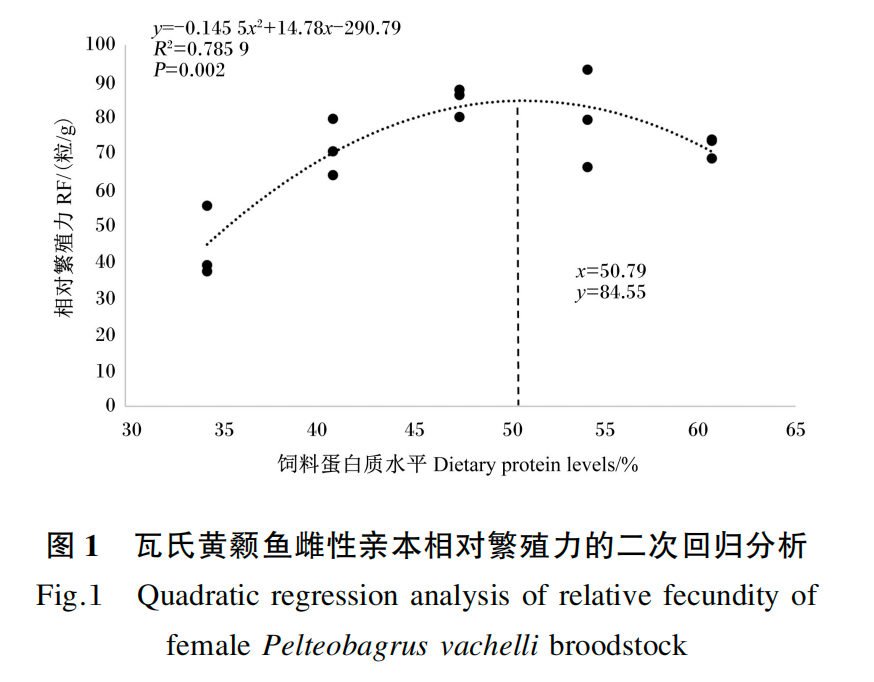 y=-0.145 5x²+14.78x-290.79
R²=0.785 9
P=0.002
100
90
80
70
60
50
40
30
20
10
0
相对繁殖力 RF/(粒/g)
x=50.79
y=84.55
30 35 40 45 50 55 60 65
饲料蛋白质水平 Dietary protein levels/%
图 1 瓦氏黄颡鱼雌性亲本相对繁殖力的二次回归分析
Fig.1 Quadratic regression analysis of relative fecundity of
female Pelteobagrus vachelli broodstock